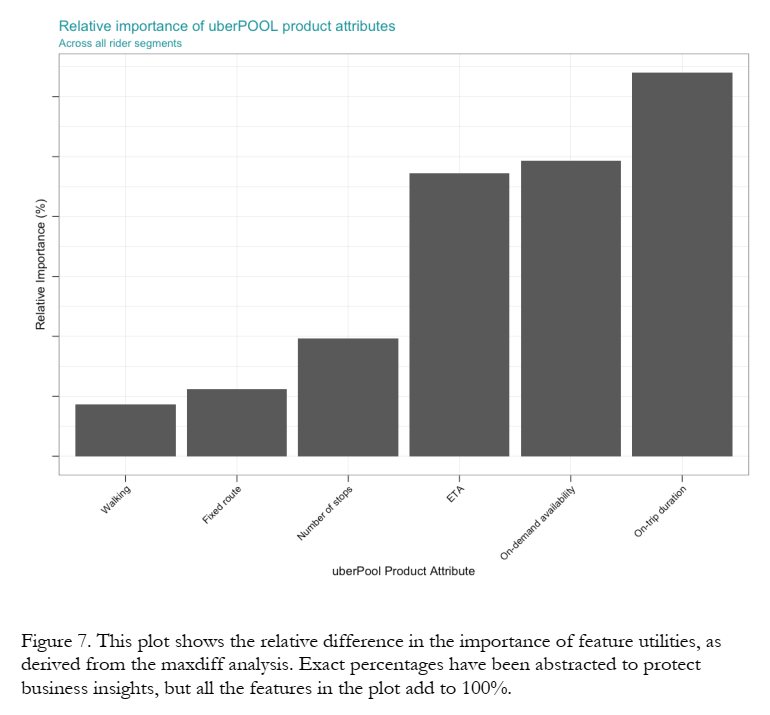 Relative importance of uberPOOL product attributes
Across all rider segments
Relative Importance (%)
Walking
Fixed route
Number of stops
ETA
On-demand availability
On-trip duration
uberPool Product Attribute
Figure 7. This plot shows the relative difference in the importance of feature utilities, as
derived from the maxdiff analysis. Exact percentages have been abstracted to protect
business insights, but all the features in the plot add to 100%.